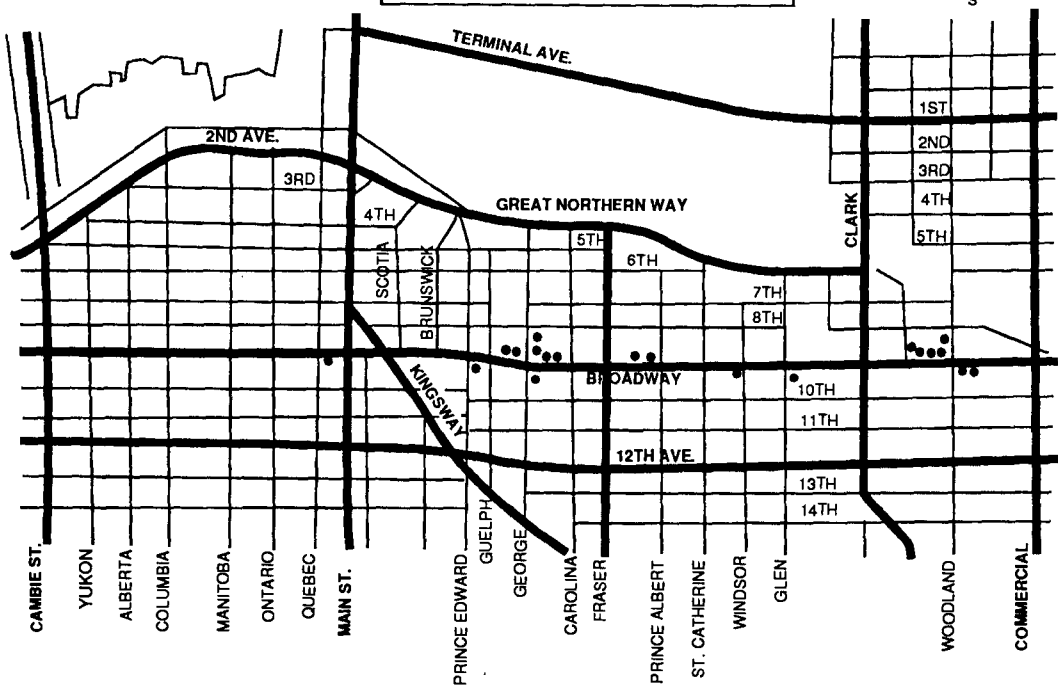 S
TERMINAL AVE.
1ST
2ND AVE.
2ND
3RD
3RD
4TH
GREAT NORTHERN WAY
4TH
5TH
5TH
CLARK
6TH
SCOTIA
BRUNSWICK
7TH
8TH
KINGSWAY
BROADWAY
10TH
11TH
12TH AVE.
13TH
14TH
CAMBIE ST.
YUKON
ALBERTA
COLUMBIA
MANITOBA
ONTARIO
QUEBEC
MAIN ST.
PRINCE EDWARD
GUELPH
GEORGE
CAROLINA
FRASER
PRINCE ALBERT
ST. CATHERINE
WINDSOR
GLEN
WOODLAND
COMMERCIAL